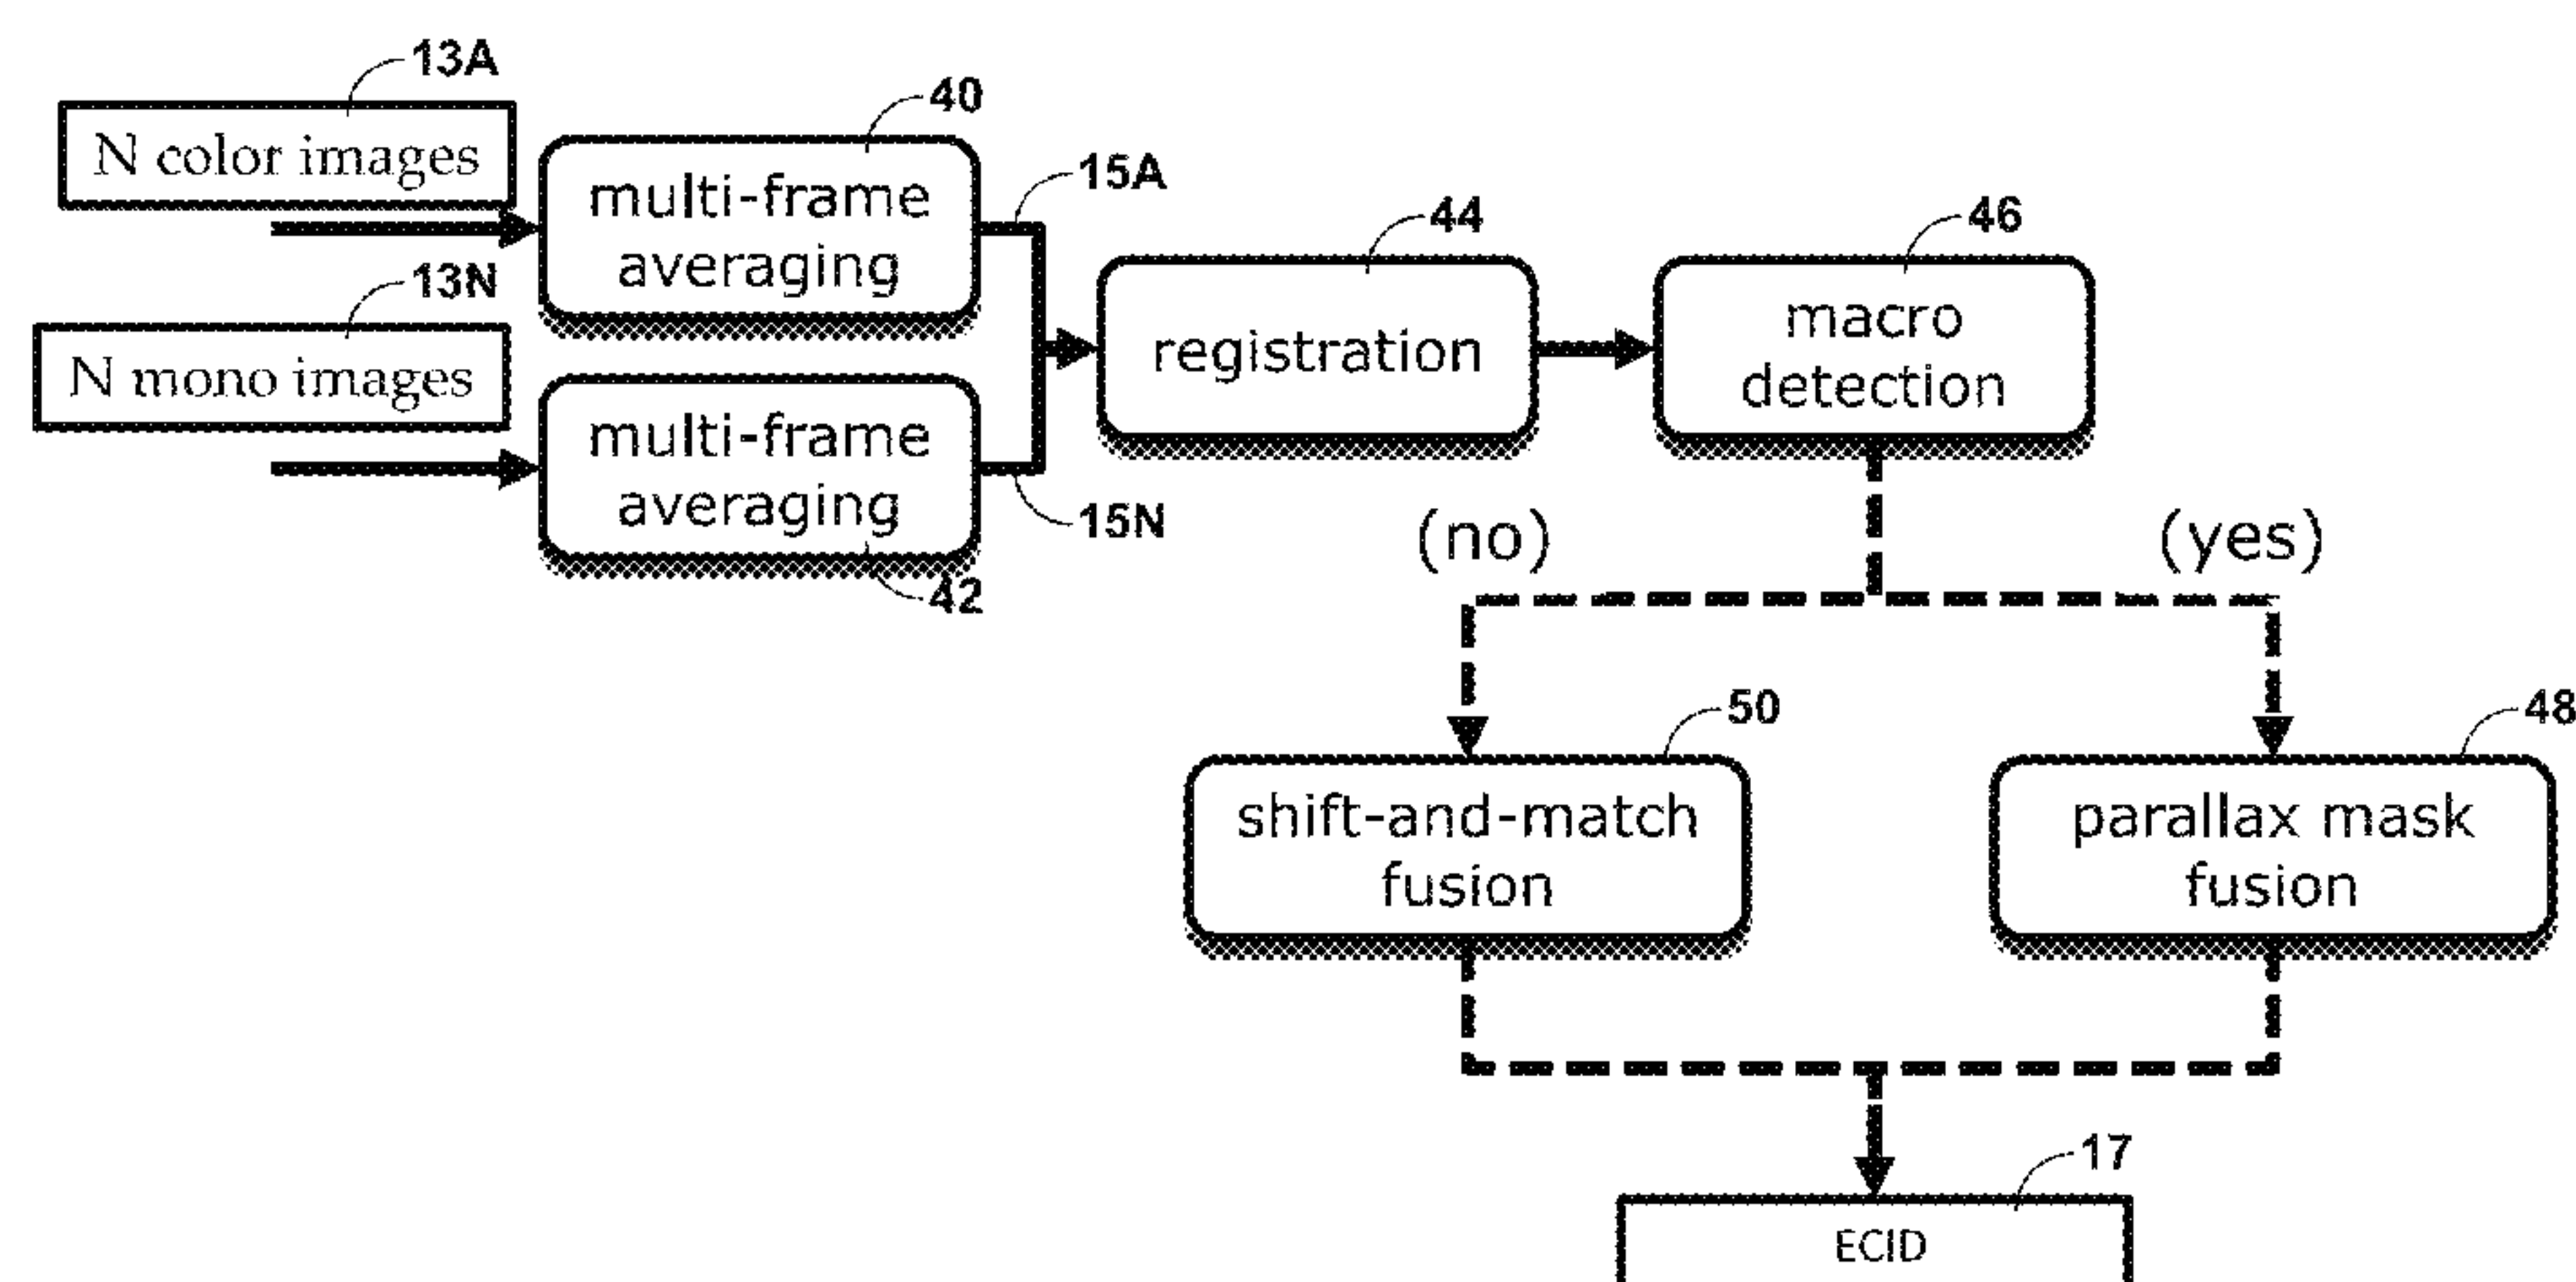 13A
N color images
40
multi-frame
averaging
15A
13N
N mono images
multi-frame
averaging
42
15N
44
registration
46
macro
detection
(no)
(yes)
50
shift-and-match
fusion
48
parallax mask
fusion
17
ECID